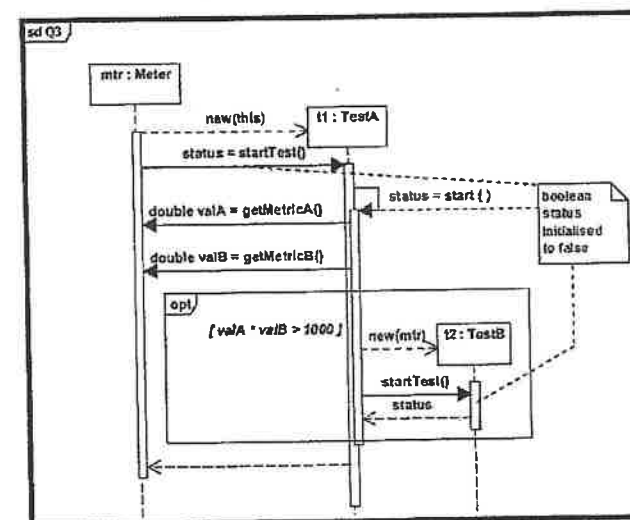 sd Q3
mtr : Meter
new(this)
t1 : TestA
status = startTest()
status = start ( )
boolean
status
initialised
to false
double valA = getMetricA()
double valB = getMetricB()
opt
[ valA * valB > 1000 ]
new(mtr)
t2 : TestB
startTest()
status